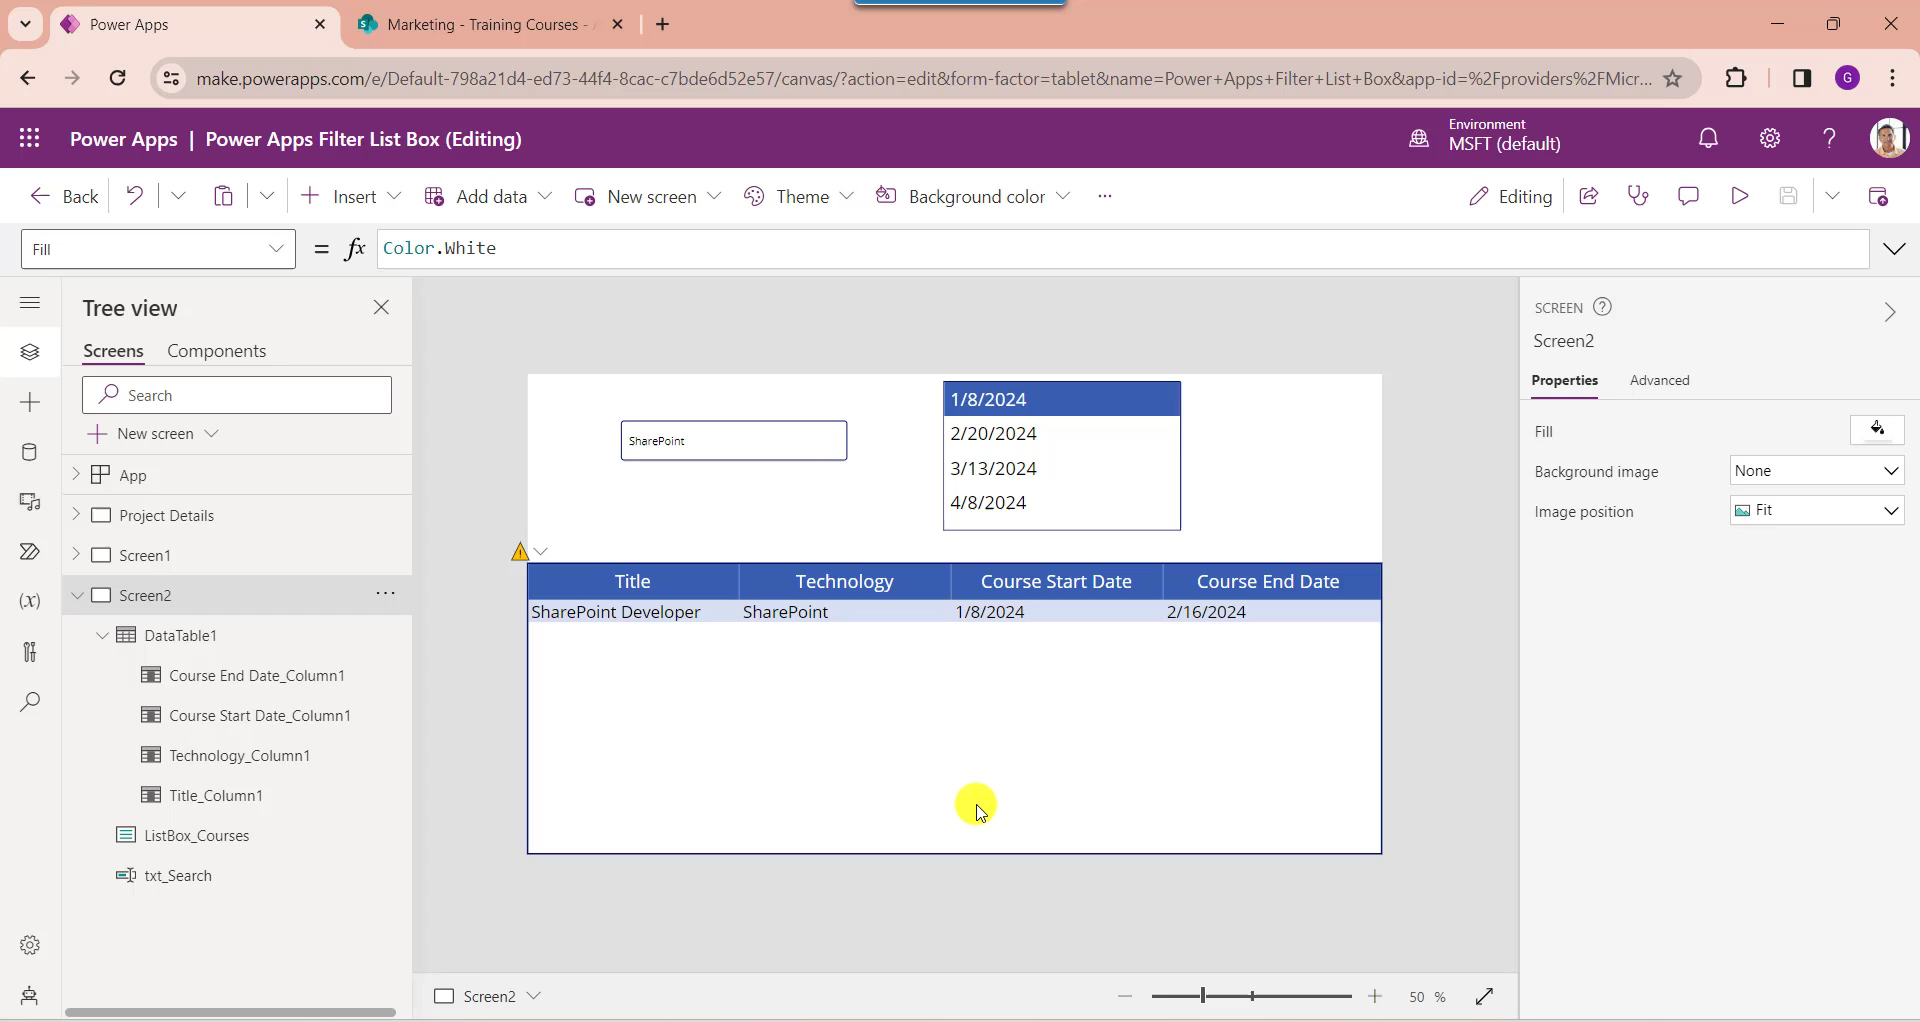 Power Apps
Marketing - Training Courses -
make.powerapps.com/e/Default-798a21d4-ed73-44f4-8cac-c7bde6d52e57/canvas/?action=edit&form-factor=tablet&name=Power+Apps+Filter+List+Box&app-id=%2Fproviders%2FMicr...
G
Power Apps | Power Apps Filter List Box (Editing)
Environment
MSFT (default)
Back
Insert
Add data
New screen
Theme
Background color
...
Editing
Fill
= fx Color.White
Tree view
Screens
Components
Search
New screen
App
Project Details
Screen1
Screen2
...
DataTable1
Course End Date_Column1
Course Start Date_Column1
Technology_Column1
Title_Column1
ListBox_Courses
txt_Search
SharePoint
1/8/2024
2/20/2024
3/13/2024
4/8/2024
Title Technology Course Start Date Course End Date
SharePoint Developer SharePoint 1/8/2024 2/16/2024
Screen2
50 %
SCREEN
Screen2
Properties
Advanced
Fill
Background image
None
Image position
Fit